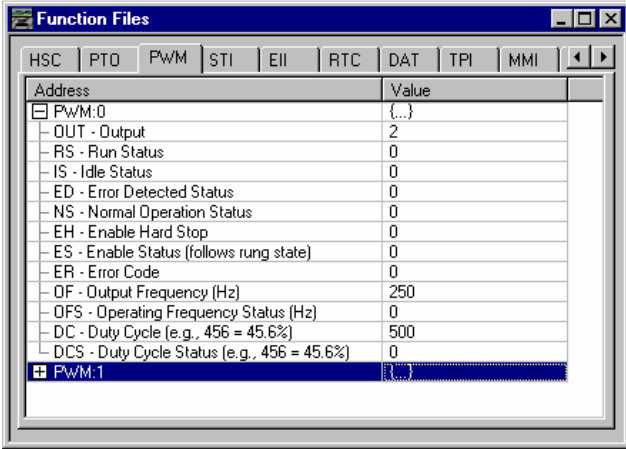 Function Files
HSC PTO PWM STI EII RTC DAT TPI MMI
Address Value
PWM:0 {...}
OUT - Output 2
RS - Run Status 0
IS - Idle Status 0
ED - Error Detected Status 0
NS - Normal Operation Status 0
EH - Enable Hard Stop 0
ES - Enable Status (follows rung state) 0
ER - Error Code 0
OF - Output Frequency (Hz) 250
OFS - Operating Frequency Status (Hz) 0
DC - Duty Cycle (e.g., 456 = 45.6%) 500
DCS - Duty Cycle Status (e.g., 456 = 45.6%) 0
PWM:1 {...}